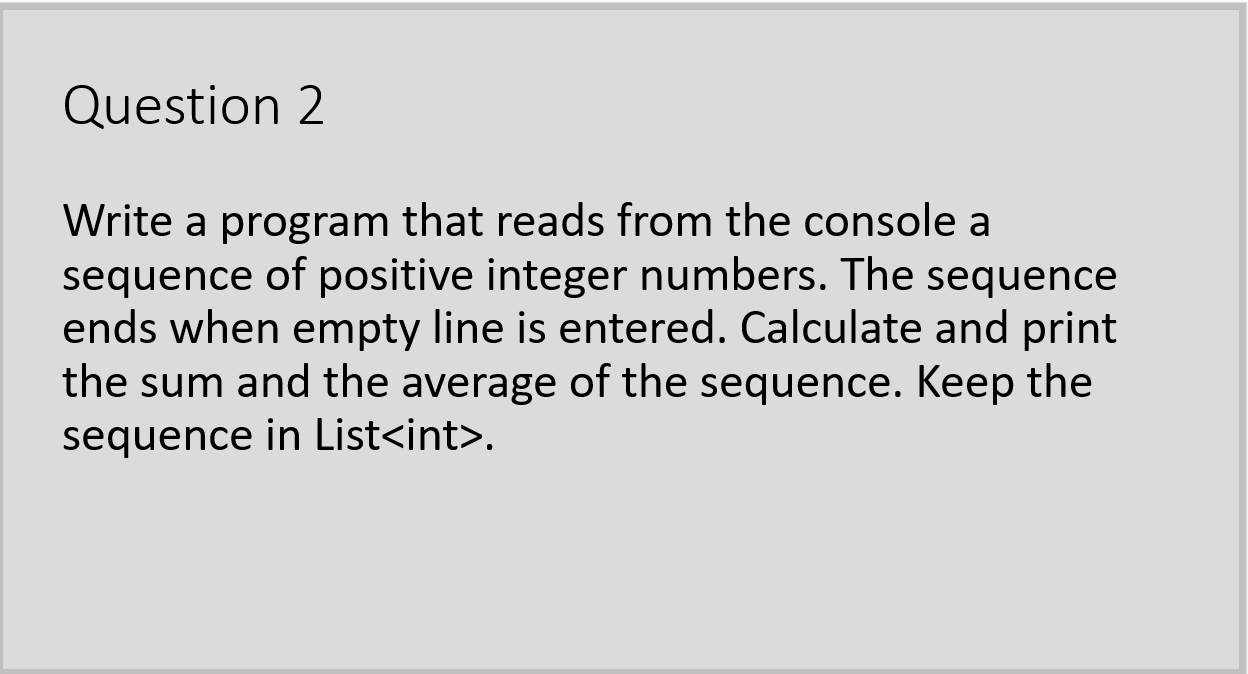 Question 2
Write a program that reads from the console a
sequence of positive integer numbers. The sequence
ends when empty line is entered. Calculate and print
the sum and the average of the sequence. Keep the
sequence in List<int>.